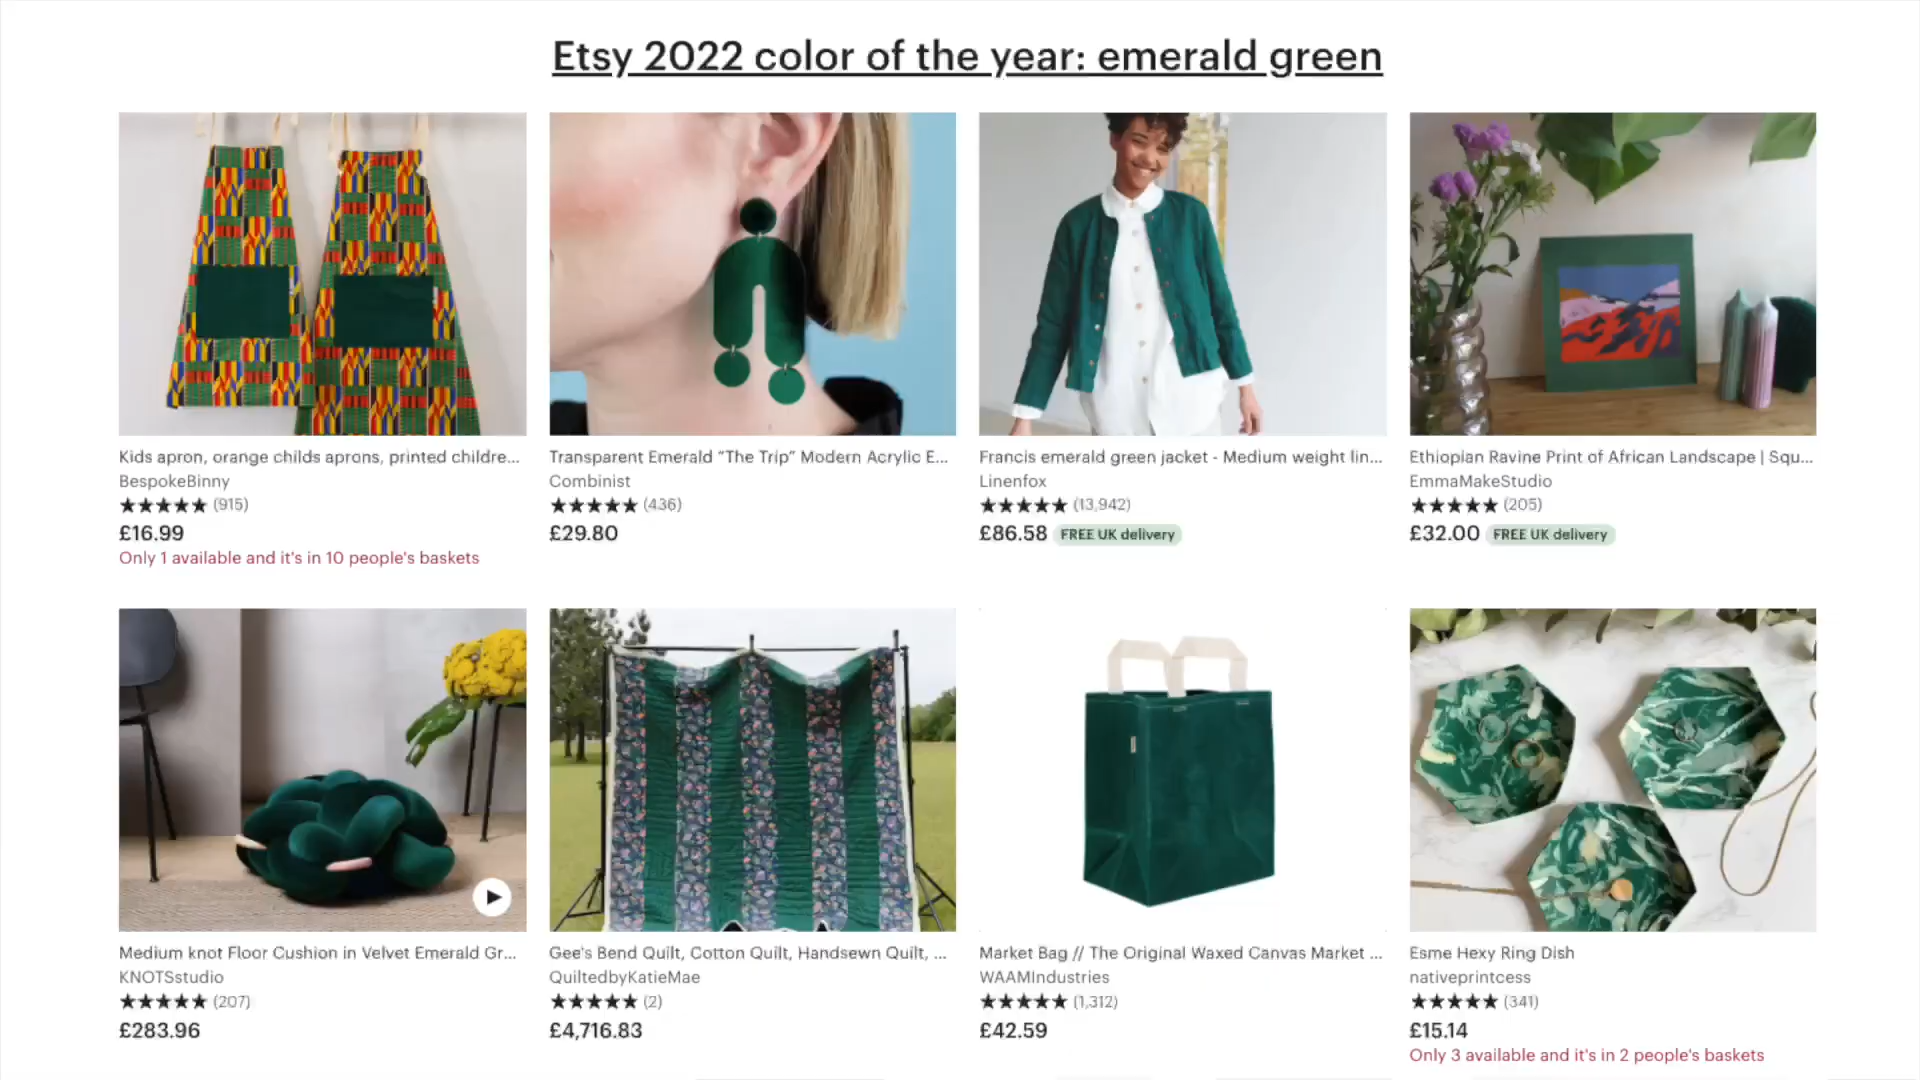 Etsy 2022 color of the year: emerald green
Kids apron, orange childs aprons, printed childre...
BespokeBinny
(915)
£16.99
Only 1 available and it's in 10 people's baskets
Transparent Emerald “The Trip” Modern Acrylic E...
Combinist
(436)
£29.80
Francis emerald green jacket - Medium weight lin...
Linenfox
(13,942)
£86.58 FREE UK delivery
Ethiopian Ravine Print of African Landscape | Squ...
EmmaMakeStudio
(205)
£32.00 FREE UK delivery
Medium knot Floor Cushion in Velvet Emerald Gr...
KNOTSstudio
(207)
£283.96
Gee's Bend Quilt, Cotton Quilt, Handsewn Quilt, ...
QuiltedbyKatieMae
(2)
£4,716.83
Market Bag // The Original Waxed Canvas Market ...
WAAMIndustries
(1,312)
£42.59
Esme Hexy Ring Dish
nativeprintcess
(341)
£15.14
Only 3 available and it's in 2 people's baskets